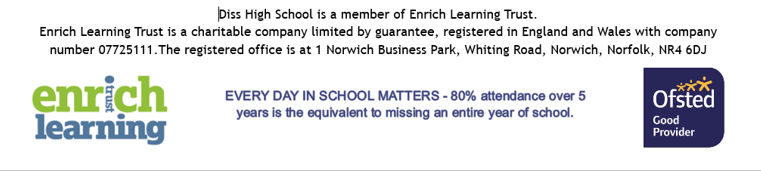 Diss High School is a member of Enrich Learning Trust.
Enrich Learning Trust is a charitable company limited by guarantee, registered in England and Wales with company
number 07725111.The registered office is at 1 Norwich Business Park, Whiting Road, Norwich, Norfolk, NR4 6DJ
enrich
trust
learning
EVERY DAY IN SCHOOL MATTERS - 80% attendance over 5
years is the equivalent to missing an entire year of school.
Ofsted
Good
Provider